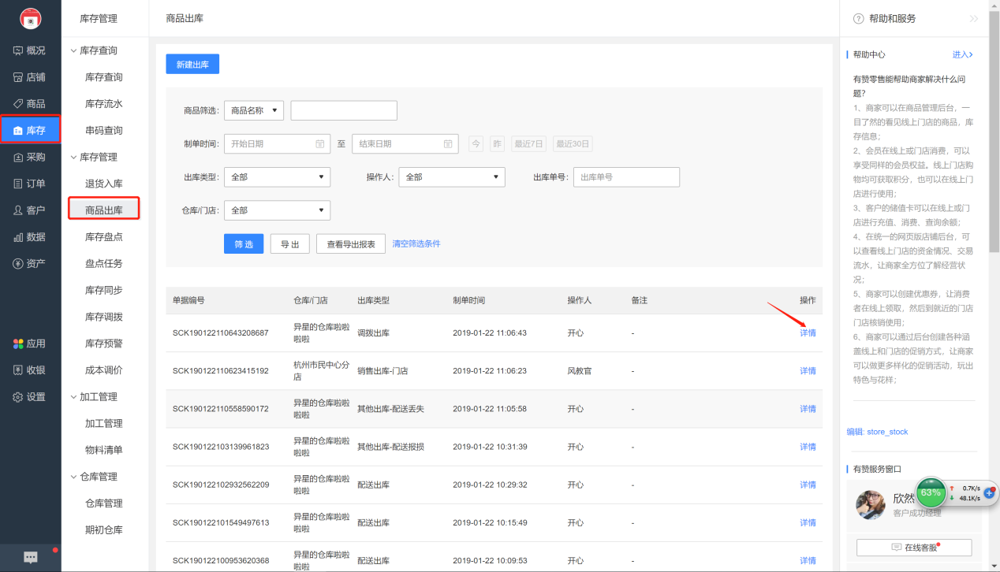 概况
店铺
商品
库存
采购
订单
客户
数据
资产
应用
收银
设置
库存管理
库存查询
库存查询
库存流水
串码查询
库存管理
退货入库
商品出库
库存盘点
盘点任务
库存同步
库存调拨
库存预警
成本调价
加工管理
加工管理
物料清单
仓库管理
仓库管理
期初仓库
商品出库
新建出库
商品筛选: 商品名称
制单时间: 开始日期 至 结束日期 今 昨 最近7日 最近30日
出库类型: 全部 操作人: 全部 出库单号: 出库单号
仓库/门店: 全部
筛 选 导 出 查看导出报表 清空筛选条件
单据编号 仓库/门店 出库类型 制单时间 操作人 备注 操作
SCK190122110643208687 异星的仓库啦啦啦啦 调拨出库 2019-01-22 11:06:43 开心 - 详情
SCK190122110623415192 杭州市民中心分店 销售出库-门店 2019-01-22 11:06:23 风教官 - 详情
SCK190122110558590172 异星的仓库啦啦啦啦 其他出库-配送丢失 2019-01-22 11:05:58 开心 - 详情
SCK190122103139961823 异星的仓库啦啦啦啦 其他出库-配送报损 2019-01-22 10:31:39 开心 - 详情
SCK190122102932562209 异星的仓库啦啦啦啦 配送出库 2019-01-22 10:29:32 开心 - 详情
SCK190122101549497613 异星的仓库啦啦啦啦 配送出库 2019-01-22 10:15:49 开心 - 详情
SCK190122100953620368 异星的仓库啦啦啦啦 配送出库 2019-01-22 10:09:53 开心 - 详情
? 帮助和服务
帮助中心 进入
有赞零售能帮助商家解决什么问
题?
1、商家可以在商品管理后台，一
目了然的看见线上门店的商品，库
存信息；
2、会员在线上或门店消费，可以
享受同样的会员权益。线上门店购
物均可获取积分，也可以在线上门
店进行使用；
3、客户的储值卡可以在线上或门
店进行充值、消费、查询余额；
4、在统一的网页版店铺后台，可
以查看线上门店的资金情况、交易
流水，让商家全方位了解经营状
况；
5、商家可以创建优惠券，让消费
者在线上领取，然后到就近的门店
门店核销使用；
6、商家可以通过后台创建各种涵
盖线上和门店的促销方式，让商家
可以做更多样化的促销活动，玩出
特色与花样；
编辑: store_stock
有赞服务窗口
欣然
客户成功经理
63%
0.7K/s
48.1K/s
在线客服